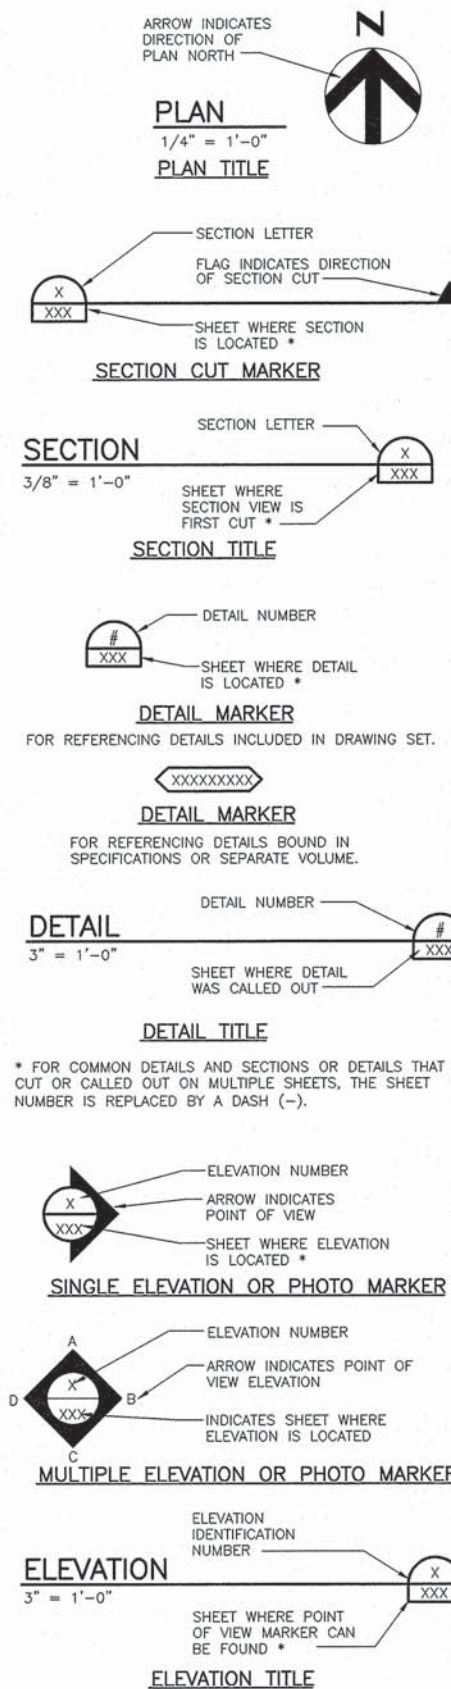 ARROW INDICATES
DIRECTION OF
PLAN NORTH
N
PLAN
1/4" = 1'-0"
PLAN TITLE
SECTION LETTER
FLAG INDICATES DIRECTION
OF SECTION CUT
X
XXX
SHEET WHERE SECTION
IS LOCATED *
SECTION CUT MARKER
SECTION LETTER
SECTION
3/8" = 1'-0"
X
XXX
SHEET WHERE
SECTION VIEW IS
FIRST CUT *
SECTION TITLE
DETAIL NUMBER
#
XXX
SHEET WHERE DETAIL
IS LOCATED *
DETAIL MARKER
FOR REFERENCING DETAILS INCLUDED IN DRAWING SET.
XXXXXXXXX
DETAIL MARKER
FOR REFERENCING DETAILS BOUND IN
SPECIFICATIONS OR SEPARATE VOLUME.
DETAIL NUMBER
DETAIL
3" = 1'-0"
#
XXX
SHEET WHERE DETAIL
WAS CALLED OUT
DETAIL TITLE
* FOR COMMON DETAILS AND SECTIONS OR DETAILS THAT
CUT OR CALLED OUT ON MULTIPLE SHEETS, THE SHEET
NUMBER IS REPLACED BY A DASH (-).
ELEVATION NUMBER
X
XXX
ARROW INDICATES
POINT OF VIEW
SHEET WHERE ELEVATION
IS LOCATED *
SINGLE ELEVATION OR PHOTO MARKER
A
ELEVATION NUMBER
X
D
B
ARROW INDICATES POINT OF
VIEW ELEVATION
XXX
INDICATES SHEET WHERE
ELEVATION IS LOCATED
C
MULTIPLE ELEVATION OR PHOTO MARKER
ELEVATION
IDENTIFICATION
NUMBER
ELEVATION
3" = 1'-0"
X
XXX
SHEET WHERE POINT
OF VIEW MARKER CAN
BE FOUND *
ELEVATION TITLE